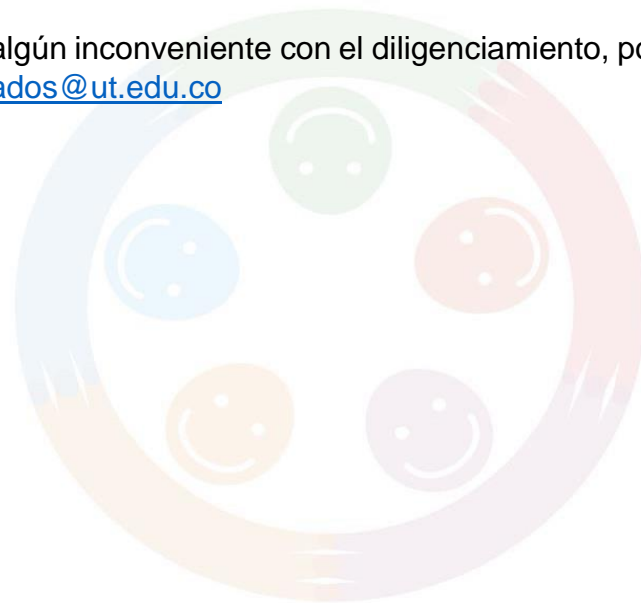 algún inconveniente con el diligenciamiento, po
ados@ut.edu.co